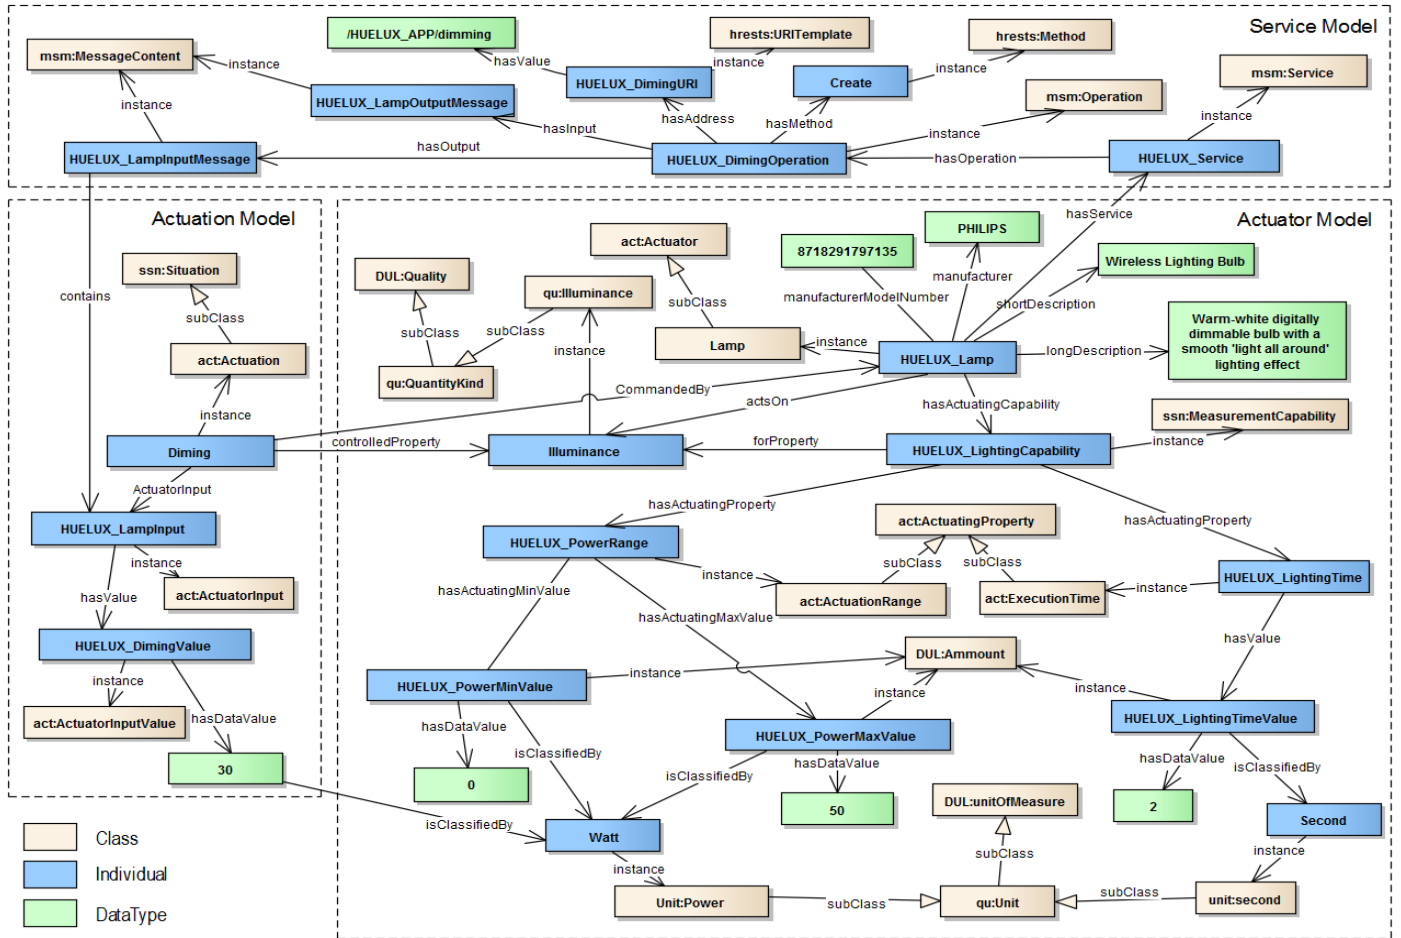 Service Model
/HUELUX_APP/dimming
hrests:URITemplate
hrests:Method
msm:MessageContent
instance
hasValue
instance
instance
msm:Service
HUELUX_LampOutputMessage
HUELUX_DimingURI
Create
msm:Operation
instance
hasInput
hasAddress
hasMethod
instance
instance
HUELUX_LampInputMessage
hasOutput
HUELUX_DimingOperation
hasOperation
HUELUX_Service
Actuation Model
Actuator Model
hasService
ssn:Situation
contains
subClass
act:Actuation
instance
Diming
ActuatorInput
HUELUX_LampInput
instance
hasValue
act:ActuatorInput
HUELUX_DimingValue
instance
hasDataValue
act:ActuatorInputValue
30
isClassifiedBy
act:Actuator
8718291797135
PHILIPS
DUL:Quality
qu:Illuminance
subClass
manufacturerModelNumber
manufacturer
shortDescription
Wireless Lighting Bulb
subClass
subClass
instance
Lamp
instance
HUELUX_Lamp
longDescription
Warm-white digitally
dimmable bulb with a
smooth 'light all around'
lighting effect
qu:QuantityKind
CommandedBy
actsOn
hasActuatingCapability
ssn:MeasurementCapability
controlledProperty
Illuminance
forProperty
HUELUX_LightingCapability
instance
hasActuatingProperty
hasActuatingProperty
act:ActuatingProperty
HUELUX_PowerRange
subClass
subClass
instance
hasActuatingMinValue
act:ActuationRange
act:ExecutionTime
instance
HUELUX_LightingTime
hasActuatingMaxValue
hasValue
DUL:Ammount
HUELUX_PowerMinValue
instance
instance
instance
hasDataValue
isClassifiedBy
HUELUX_PowerMaxValue
HUELUX_LightingTimeValue
isClassifiedBy
hasDataValue
hasDataValue
isClassifiedBy
0
50
DUL:unitOfMeasure
2
Second
Watt
instance
subClass
instance
Unit:Power
subClass
qu:Unit
subClass
unit:second
Class
Individual
DataType